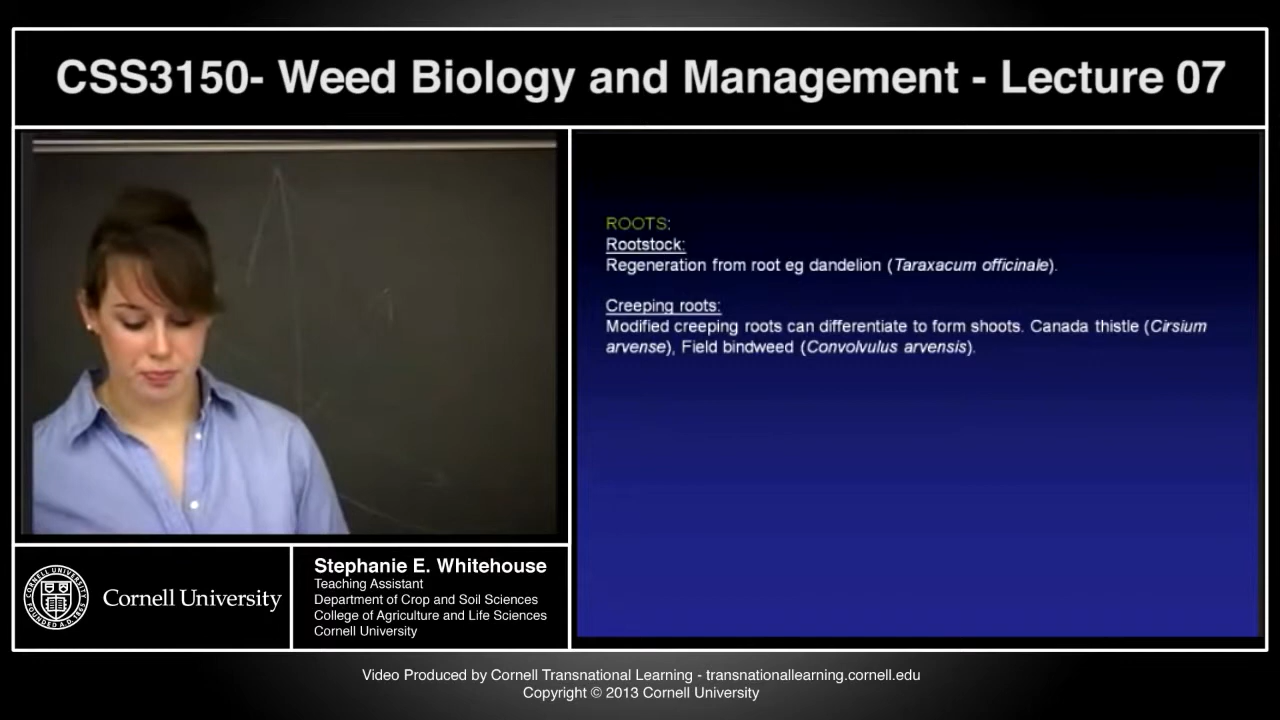 CSS3150- Weed Biology and Management - Lecture 07
ROOTS:
Rootstock:
Regeneration from root eg dandelion (Taraxacum officinale).
Creeping roots:
Modified creeping roots can differentiate to form shoots. Canada thistle (Cirsium
arvense), Field bindweed (Convolvulus arvensis).
Cornell University
Stephanie E. Whitehouse
Teaching Assistant
Department of Crop and Soil Sciences
College of Agriculture and Life Sciences
Cornell University
Video Produced by Cornell Transnational Learning - transnationallearning.cornell.edu
Copyright © 2013 Cornell University